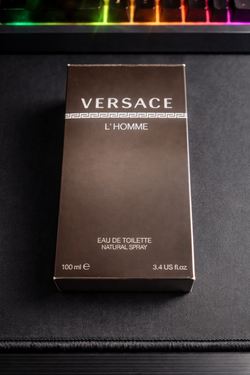 VERSACE
L'HOMME
EAU DE TOILETTE
NATURAL SPRAY
100 ml ℮ 3.4 US fl.oz